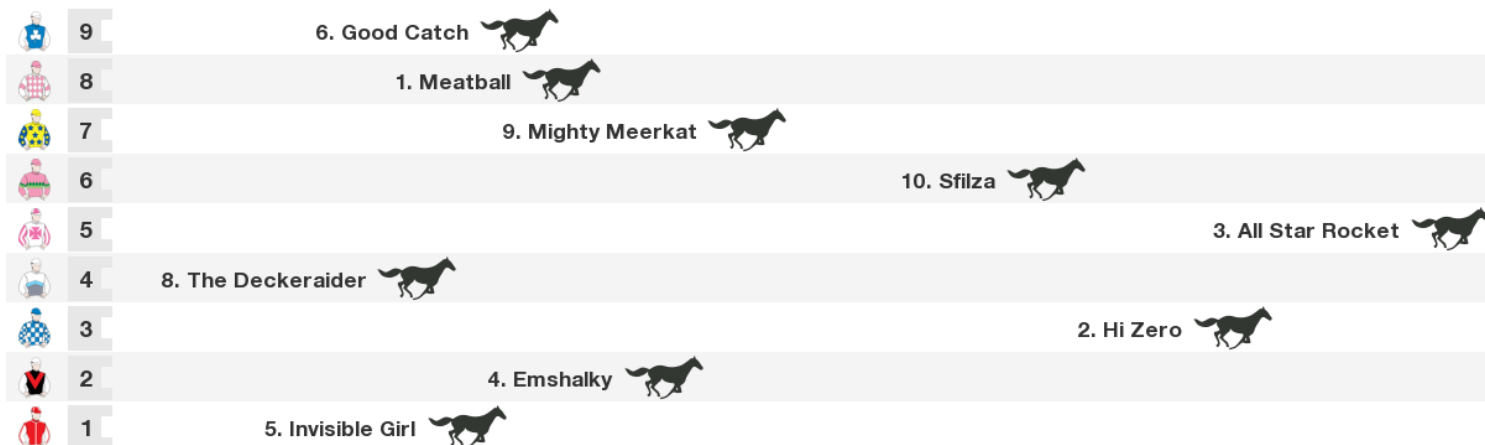 9 6. Good Catch
8 1. Meatball
7 9. Mighty Meerkat
6 10. Sfilza
5 3. All Star Rocket
4 8. The Deckeraider
3 2. Hi Zero
2 4. Emshalky
1 5. Invisible Girl